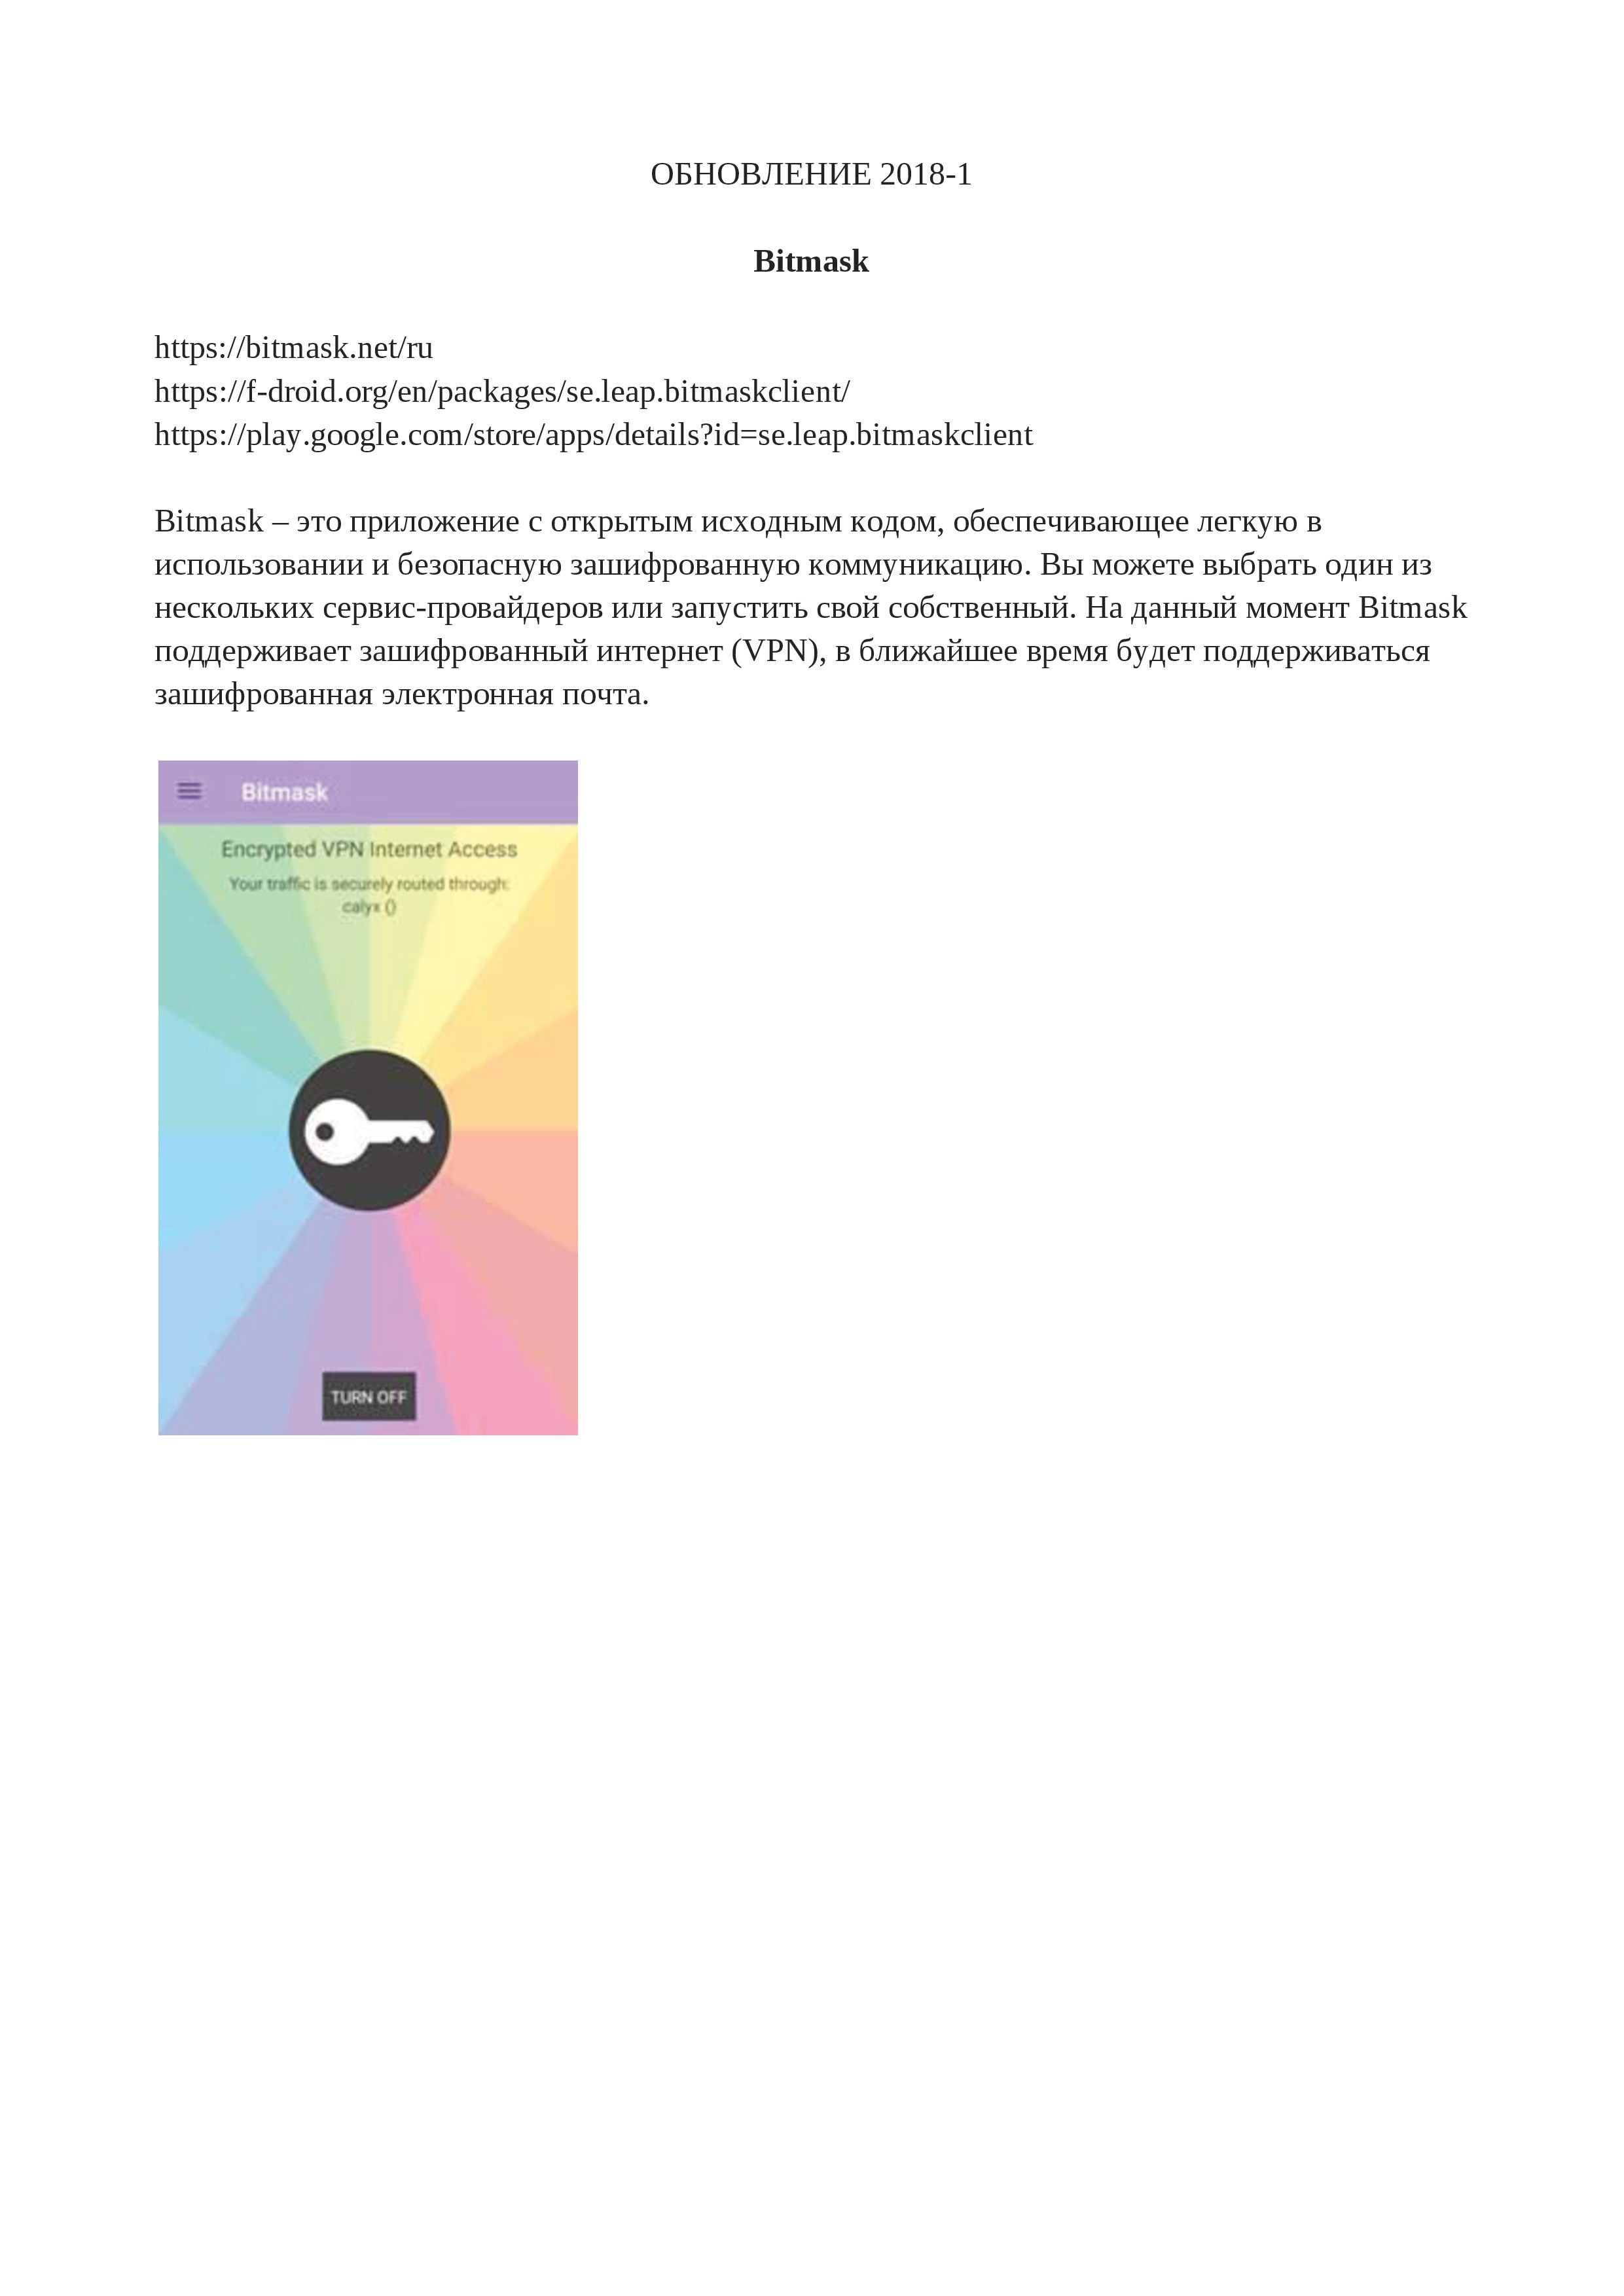 ОБНОВЛЕНИЕ 2018-1
Bitmask
https://bitmask.net/ru
https://f-droid.org/en/packages/se.leap.bitmaskclient/
https://play.google.com/store/apps/details?id=se.leap.bitmaskclient
Bitmask – это приложение с открытым исходным кодом, обеспечивающее легкую в
использовании и безопасную зашифрованную коммуникацию. Вы можете выбрать один из
нескольких сервис-провайдеров или запустить свой собственный. На данный момент Bitmask
поддерживает зашифрованный интернет (VPN), в ближайшее время будет поддерживаться
зашифрованная электронная почта.
Bitmask
Encrypted VPN Internet Access
Your traffic is securely routed through:
calyx ()
TURN OFF